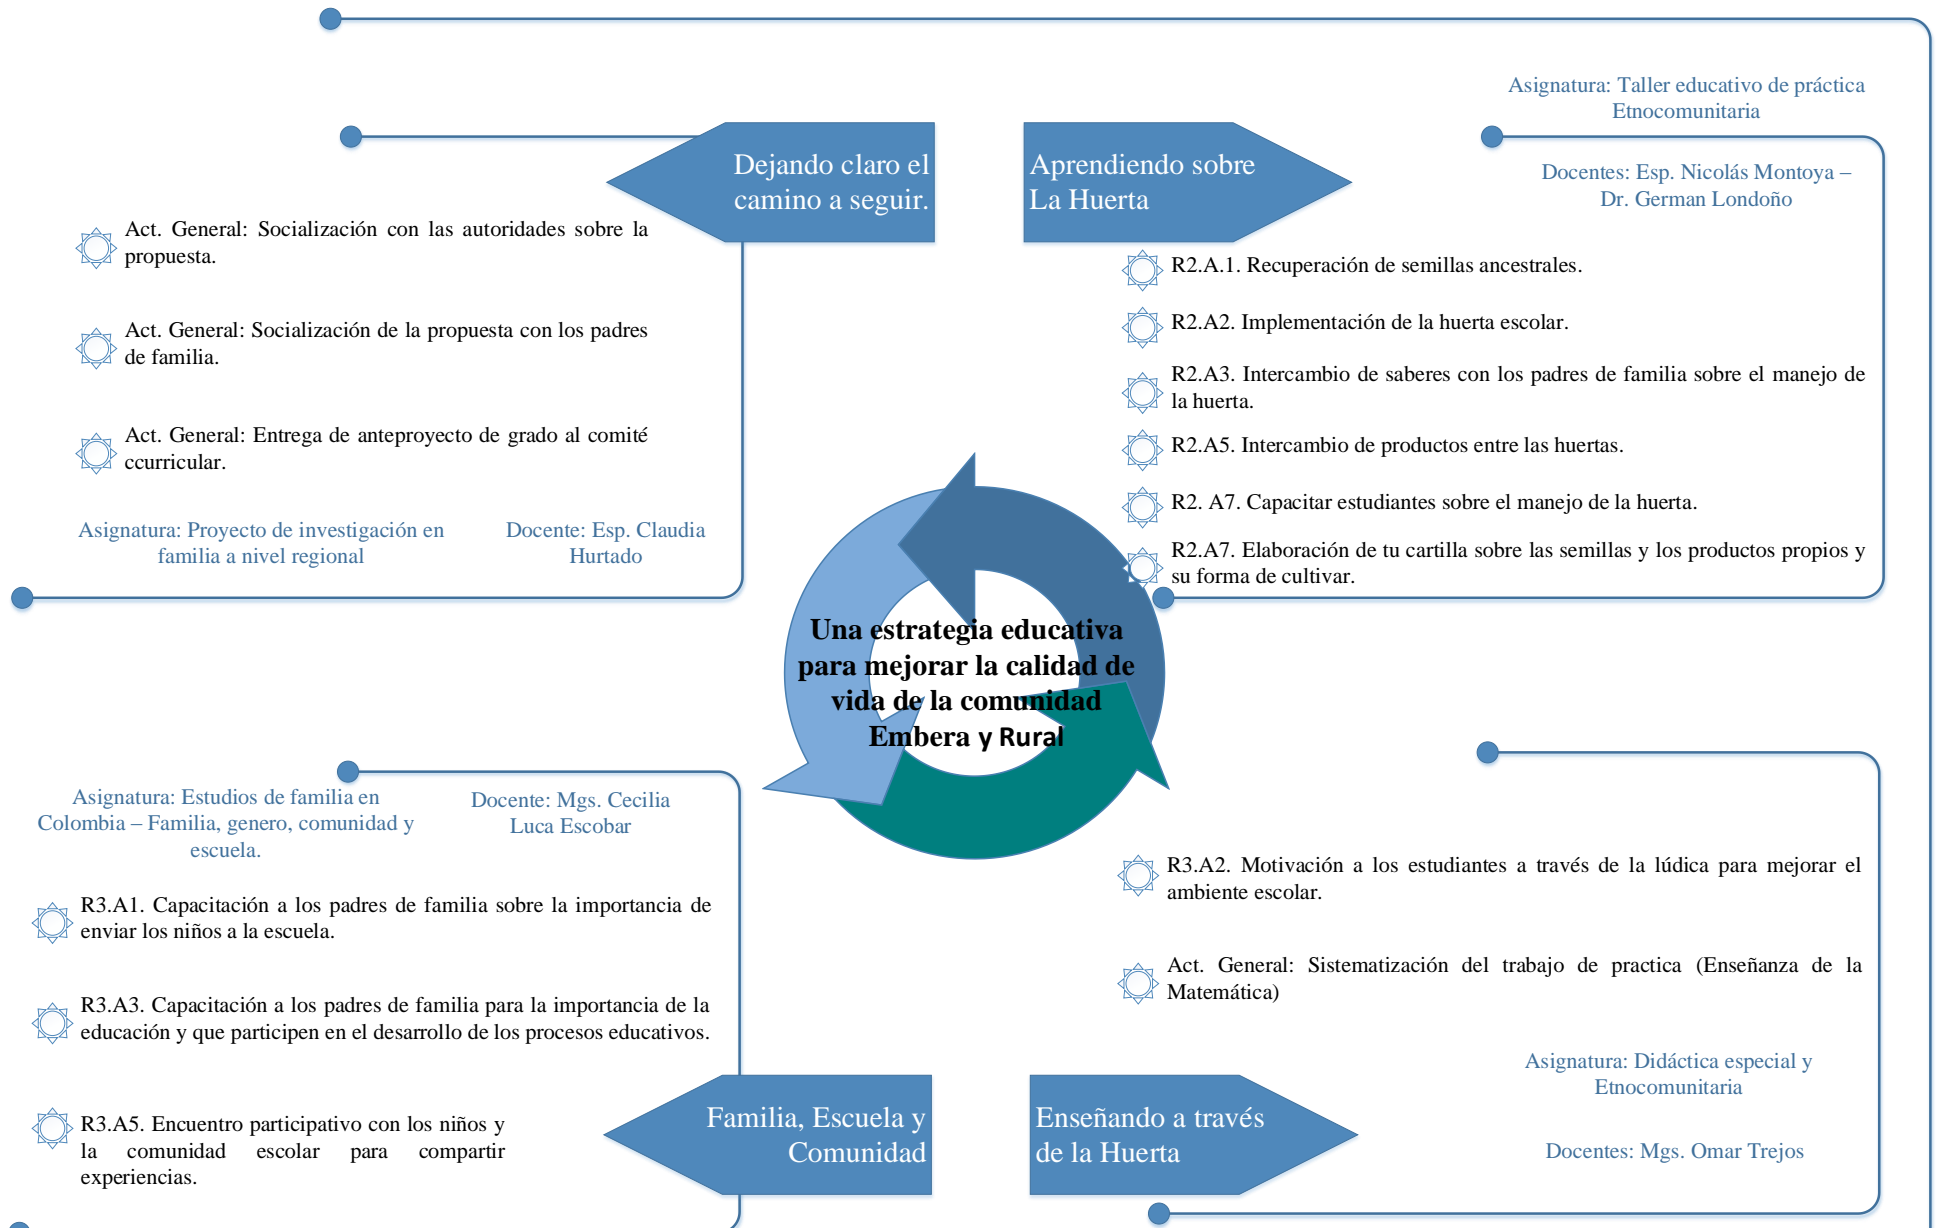 Dejando claro el
camino a seguir.
Act. General: Socialización con las autoridades sobre la
propuesta.
Act. General: Socialización de la propuesta con los padres
de familia.
Act. General: Entrega de anteproyecto de grado al comité
ccurricular.
Asignatura: Proyecto de investigación en
familia a nivel regional
Docente: Esp. Claudia
Hurtado
Asignatura: Taller educativo de práctica
Etnocomunitaria
Aprendiendo sobre
La Huerta
Docentes: Esp. Nicolás Montoya –
Dr. German Londoño
R2.A.1. Recuperación de semillas ancestrales.
R2.A2. Implementación de la huerta escolar.
R2.A3. Intercambio de saberes con los padres de familia sobre el manejo de
la huerta.
R2.A5. Intercambio de productos entre las huertas.
R2. A7. Capacitar estudiantes sobre el manejo de la huerta.
R2.A7. Elaboración de tu cartilla sobre las semillas y los productos propios y
su forma de cultivar.
Una estrategia educativa
para mejorar la calidad de
vida de la comunidad
Embera y Rural
Asignatura: Estudios de familia en
Colombia – Familia, genero, comunidad y
escuela.
Docente: Mgs. Cecilia
Luca Escobar
R3.A1. Capacitación a los padres de familia sobre la importancia de
enviar los niños a la escuela.
R3.A3. Capacitación a los padres de familia para la importancia de la
educación y que participen en el desarrollo de los procesos educativos.
R3.A5. Encuentro participativo con los niños y
la comunidad escolar para compartir
experiencias.
Familia, Escuela y
Comunidad
R3.A2. Motivación a los estudiantes a través de la lúdica para mejorar el
ambiente escolar.
Act. General: Sistematización del trabajo de practica (Enseñanza de la
Matemática)
Enseñando a través
de la Huerta
Asignatura: Didáctica especial y
Etnocomunitaria
Docentes: Mgs. Omar Trejos